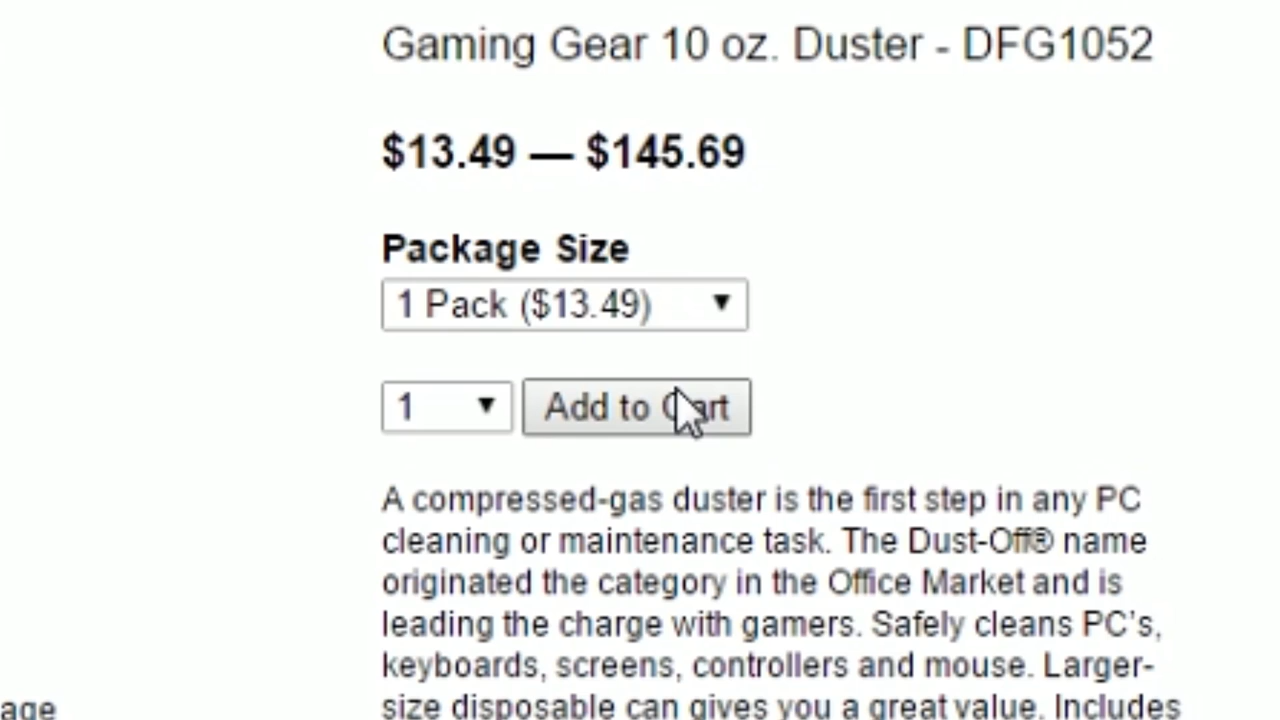 Gaming Gear 10 oz. Duster - DFG1052
$13.49 — $145.69
Package Size
1 Pack ($13.49)
1
Add to Cart
A compressed-gas duster is the first step in any PC
cleaning or maintenance task. The Dust-Off® name
originated the category in the Office Market and is
leading the charge with gamers. Safely cleans PC's,
keyboards, screens, controllers and mouse. Larger-
size disposable can gives you a great value. Includes
age